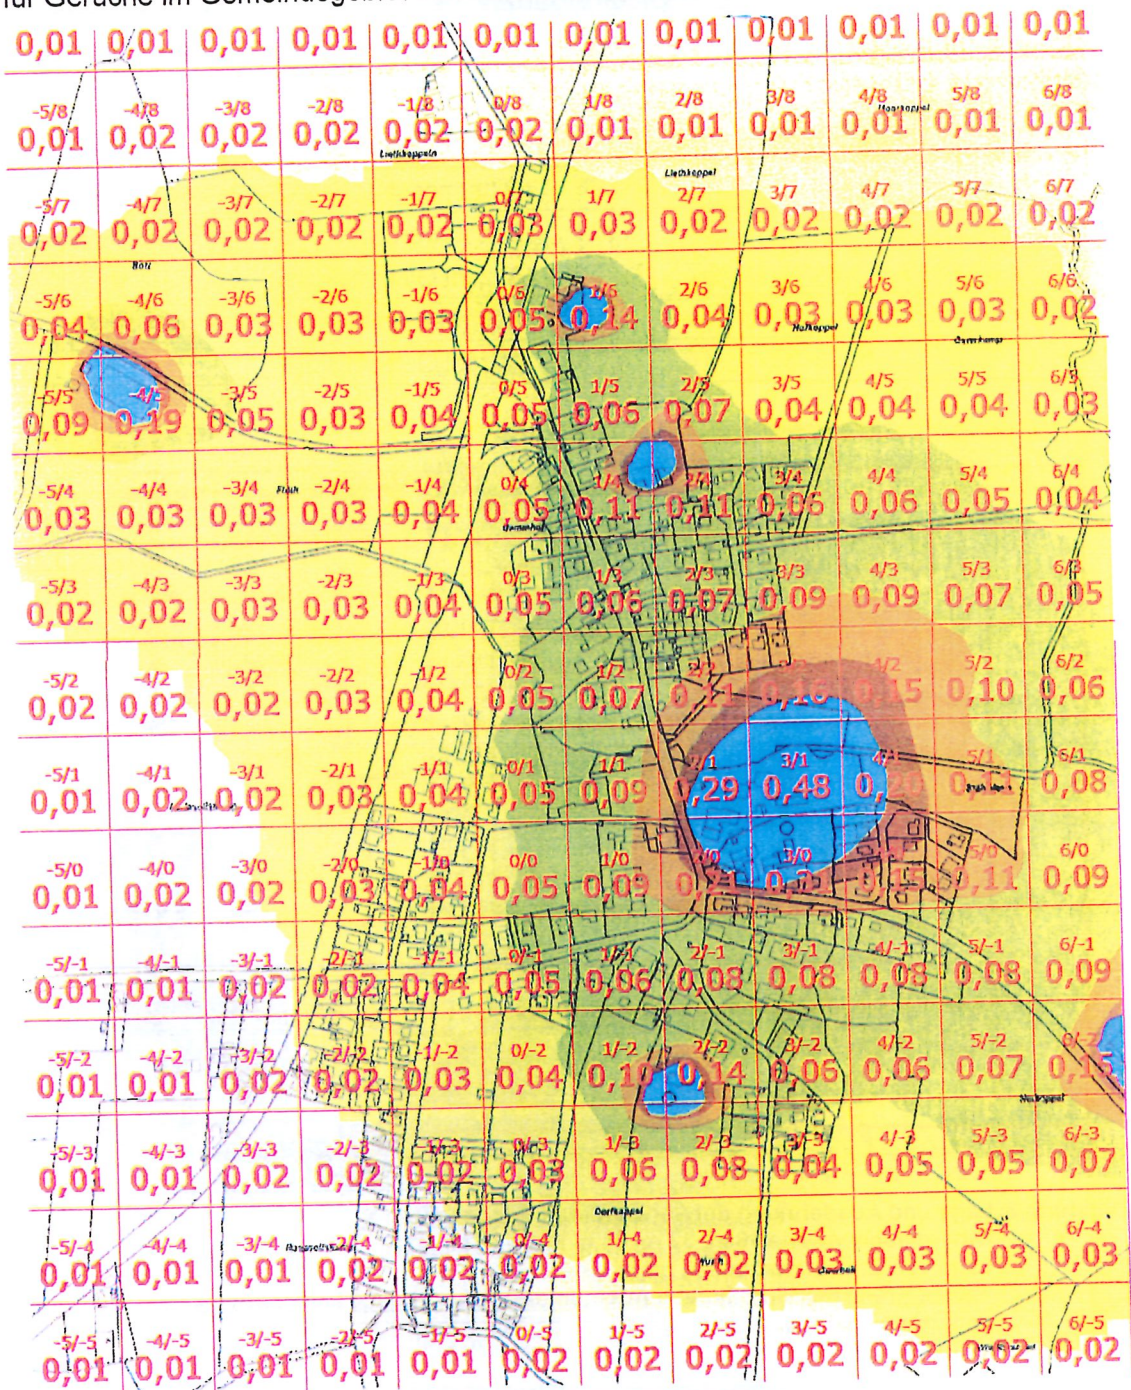 für Gerüche im Gemeindegebiet
0,01 0,01 0,01 0,01 0,01 0,01 0,01 0,01 0,01 0,01 0,01 0,01
-5/8 -4/8 -3/8 -2/8 -1/8 0/8 1/8 2/8 3/8 4/8 5/8 6/8
0,01 0,02 0,02 0,02 0,02 0,02 0,01 0,01 0,01 0,01 0,01 0,01
Liethkoppeln
Liethkoppel
-5/7 -4/7 -3/7 -2/7 -1/7 0/7 1/7 2/7 3/7 4/7 5/7 6/7
0,02 0,02 0,02 0,02 0,02 0,03 0,03 0,02 0,02 0,02 0,02 0,02
-5/6 -4/6 -3/6 -2/6 -1/6 0/6 1/6 2/6 3/6 4/6 5/6 6/6
0,04 0,06 0,03 0,03 0,03 0,05 0,14 0,04 0,03 0,03 0,03 0,02
Hofkoppel
-5/5 -4/5 -3/5 -2/5 -1/5 0/5 1/5 2/5 3/5 4/5 5/5 6/5
0,09 0,19 0,05 0,03 0,04 0,05 0,06 0,07 0,04 0,04 0,04 0,03
-5/4 -4/4 -3/4 -2/4 -1/4 0/4 1/4 2/4 3/4 4/4 5/4 6/4
0,03 0,03 0,03 0,03 0,04 0,05 0,11 0,11 0,06 0,06 0,05 0,04
-5/3 -4/3 -3/3 -2/3 -1/3 0/3 1/3 2/3 3/3 4/3 5/3 6/3
0,02 0,02 0,03 0,03 0,04 0,05 0,06 0,07 0,09 0,09 0,07 0,05
-5/2 -4/2 -3/2 -2/2 -1/2 0/2 1/2 2/2 4/2 5/2 6/2
0,02 0,02 0,02 0,03 0,04 0,05 0,07 0,11 0,15 0,10 0,06
-5/1 -4/1 -3/1 -2/1 -1/1 0/1 1/1 2/1 3/1 4/1 5/1 6/1
0,01 0,02 0,02 0,03 0,04 0,05 0,09 0,29 0,48 0,11 0,08
-5/0 -4/0 -3/0 -2/0 -1/0 0/0 1/0 2/0 3/0 5/0 6/0
0,01 0,02 0,02 0,03 0,04 0,05 0,09 0,15 0,11 0,09
-5/-1 -4/-1 -3/-1 -2/-1 -1/-1 0/-1 1/-1 2/-1 3/-1 4/-1 5/-1 6/-1
0,01 0,01 0,02 0,02 0,04 0,05 0,06 0,08 0,08 0,08 0,08 0,09
-5/-2 -4/-2 -3/-2 -2/-2 -1/-2 0/-2 1/-2 2/-2 3/-2 4/-2 5/-2 6/-2
0,01 0,01 0,02 0,02 0,03 0,04 0,10 0,14 0,06 0,06 0,07 0,15
-5/-3 -4/-3 -3/-3 -2/-3 -1/-3 0/-3 1/-3 2/-3 3/-3 4/-3 5/-3 6/-3
0,01 0,01 0,02 0,02 0,02 0,03 0,06 0,08 0,04 0,05 0,05 0,07
Dorfkoppel
-5/-4 -4/-4 -3/-4 -2/-4 -1/-4 0/-4 1/-4 2/-4 3/-4 4/-4 5/-4 6/-4
0,01 0,01 0,01 0,02 0,02 0,02 0,02 0,02 0,03 0,03 0,03 0,03
-5/-5 -4/-5 -3/-5 -2/-5 -1/-5 0/-5 1/-5 2/-5 3/-5 4/-5 5/-5 6/-5
0,01 0,01 0,01 0,01 0,01 0,02 0,02 0,02 0,02 0,02 0,02 0,02